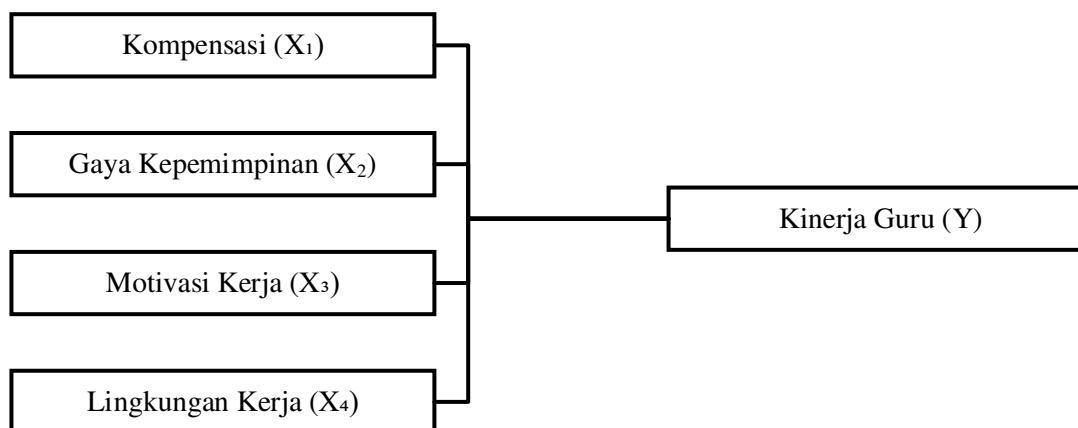 Kompensasi (X₁)
Gaya Kepemimpinan (X₂)
Kinerja Guru (Y)
Motivasi Kerja (X₃)
Lingkungan Kerja (X₄)